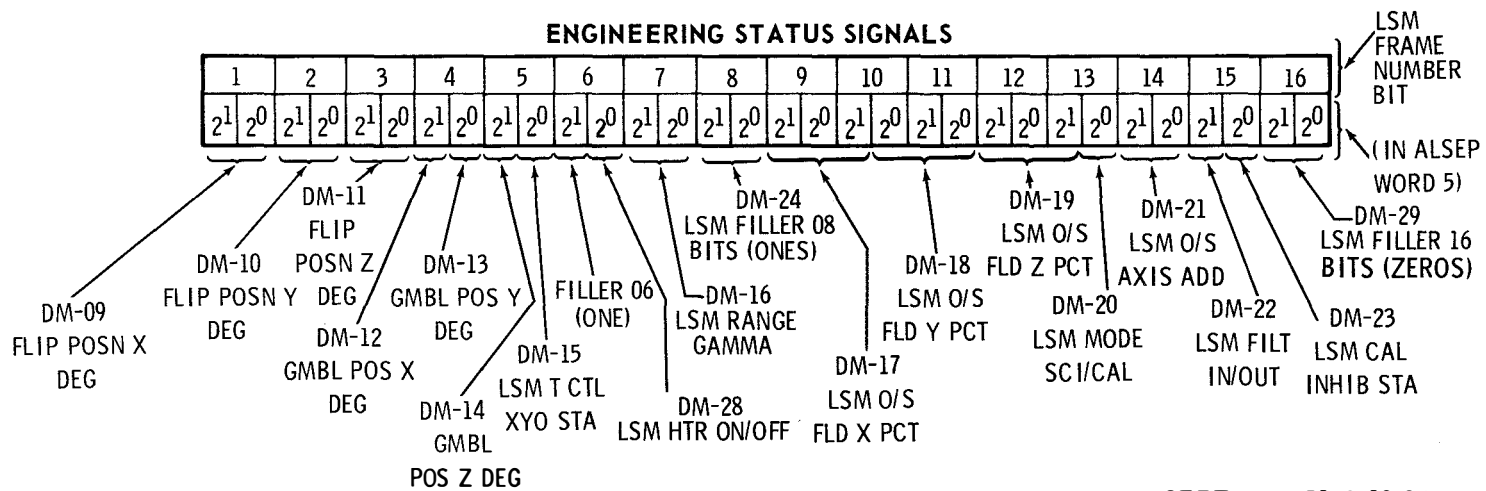 ENGINEERING STATUS SIGNALS
LSM
FRAME
NUMBER
BIT
1 2 3 4 5 6 7 8 9 10 11 12 13 14 15 16
2¹ 2⁰ 2¹ 2⁰ 2¹ 2⁰ 2¹ 2⁰ 2¹ 2⁰ 2¹ 2⁰ 2¹ 2⁰ 2¹ 2⁰ 2¹ 2⁰ 2¹ 2⁰ 2¹ 2⁰ 2¹ 2⁰ 2¹ 2⁰ 2¹ 2⁰ 2¹ 2⁰ 2¹ 2⁰
(IN ALSEP
WORD 5)
DM-09
FLIP POSN X
DEG
DM-10
FLIP POSN Y
DEG
DM-11
FLIP
POSN Z
DEG
DM-12
GMBL POS X
DEG
DM-13
GMBL POS Y
DEG
DM-14
GMBL
POS Z DEG
DM-15
LSM T CTL
XYO STA
FILLER 06
(ONE)
DM-28
LSM HTR ON/OFF
DM-16
LSM RANGE
GAMMA
DM-24
LSM FILLER 08
BITS (ONES)
DM-17
LSM O/S
FLD X PCT
DM-18
LSM O/S
FLD Y PCT
DM-19
LSM O/S
FLD Z PCT
DM-20
LSM MODE
SCI/CAL
DM-21
LSM O/S
AXIS ADD
DM-22
LSM FILT
IN/OUT
DM-23
LSM CAL
INHIB STA
DM-29
LSM FILLER 16
BITS (ZEROS)